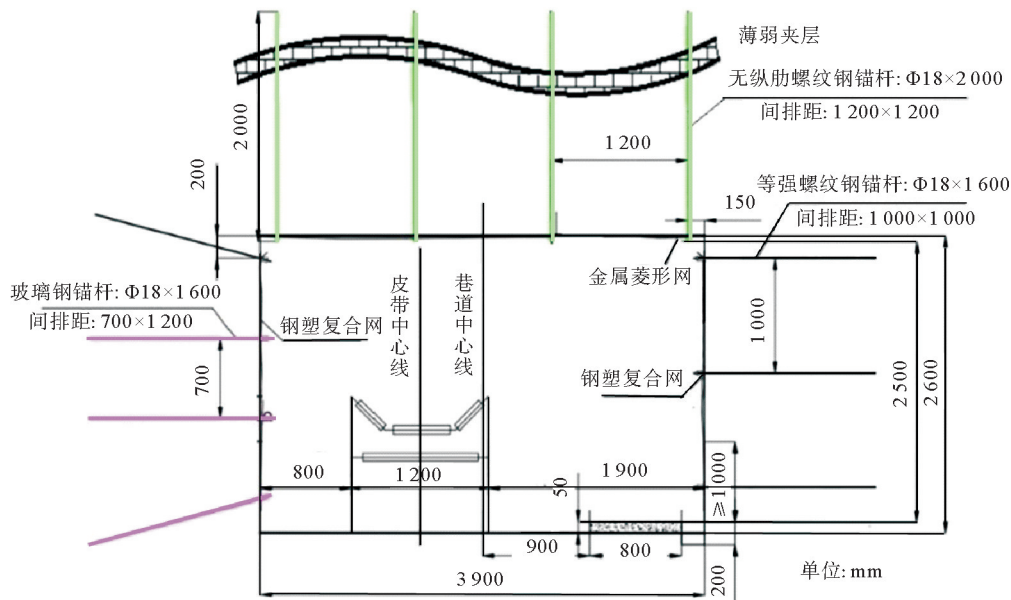 薄弱夹层
无纵肋螺纹钢锚杆: Φ18×2 000
间排距: 1 200×1 200
2 000
1 200
200
150
等强螺纹钢锚杆: Φ18×1 600
间排距: 1 000×1 000
金属菱形网
玻璃钢锚杆: Φ18×1 600
间排距: 700×1 200
钢塑复合网
皮带中心线
巷道中心线
1 000
钢塑复合网
2 500
2 600
700
800
1 200
1 900
50
≥1 000
900
800
200
3 900
单位: mm